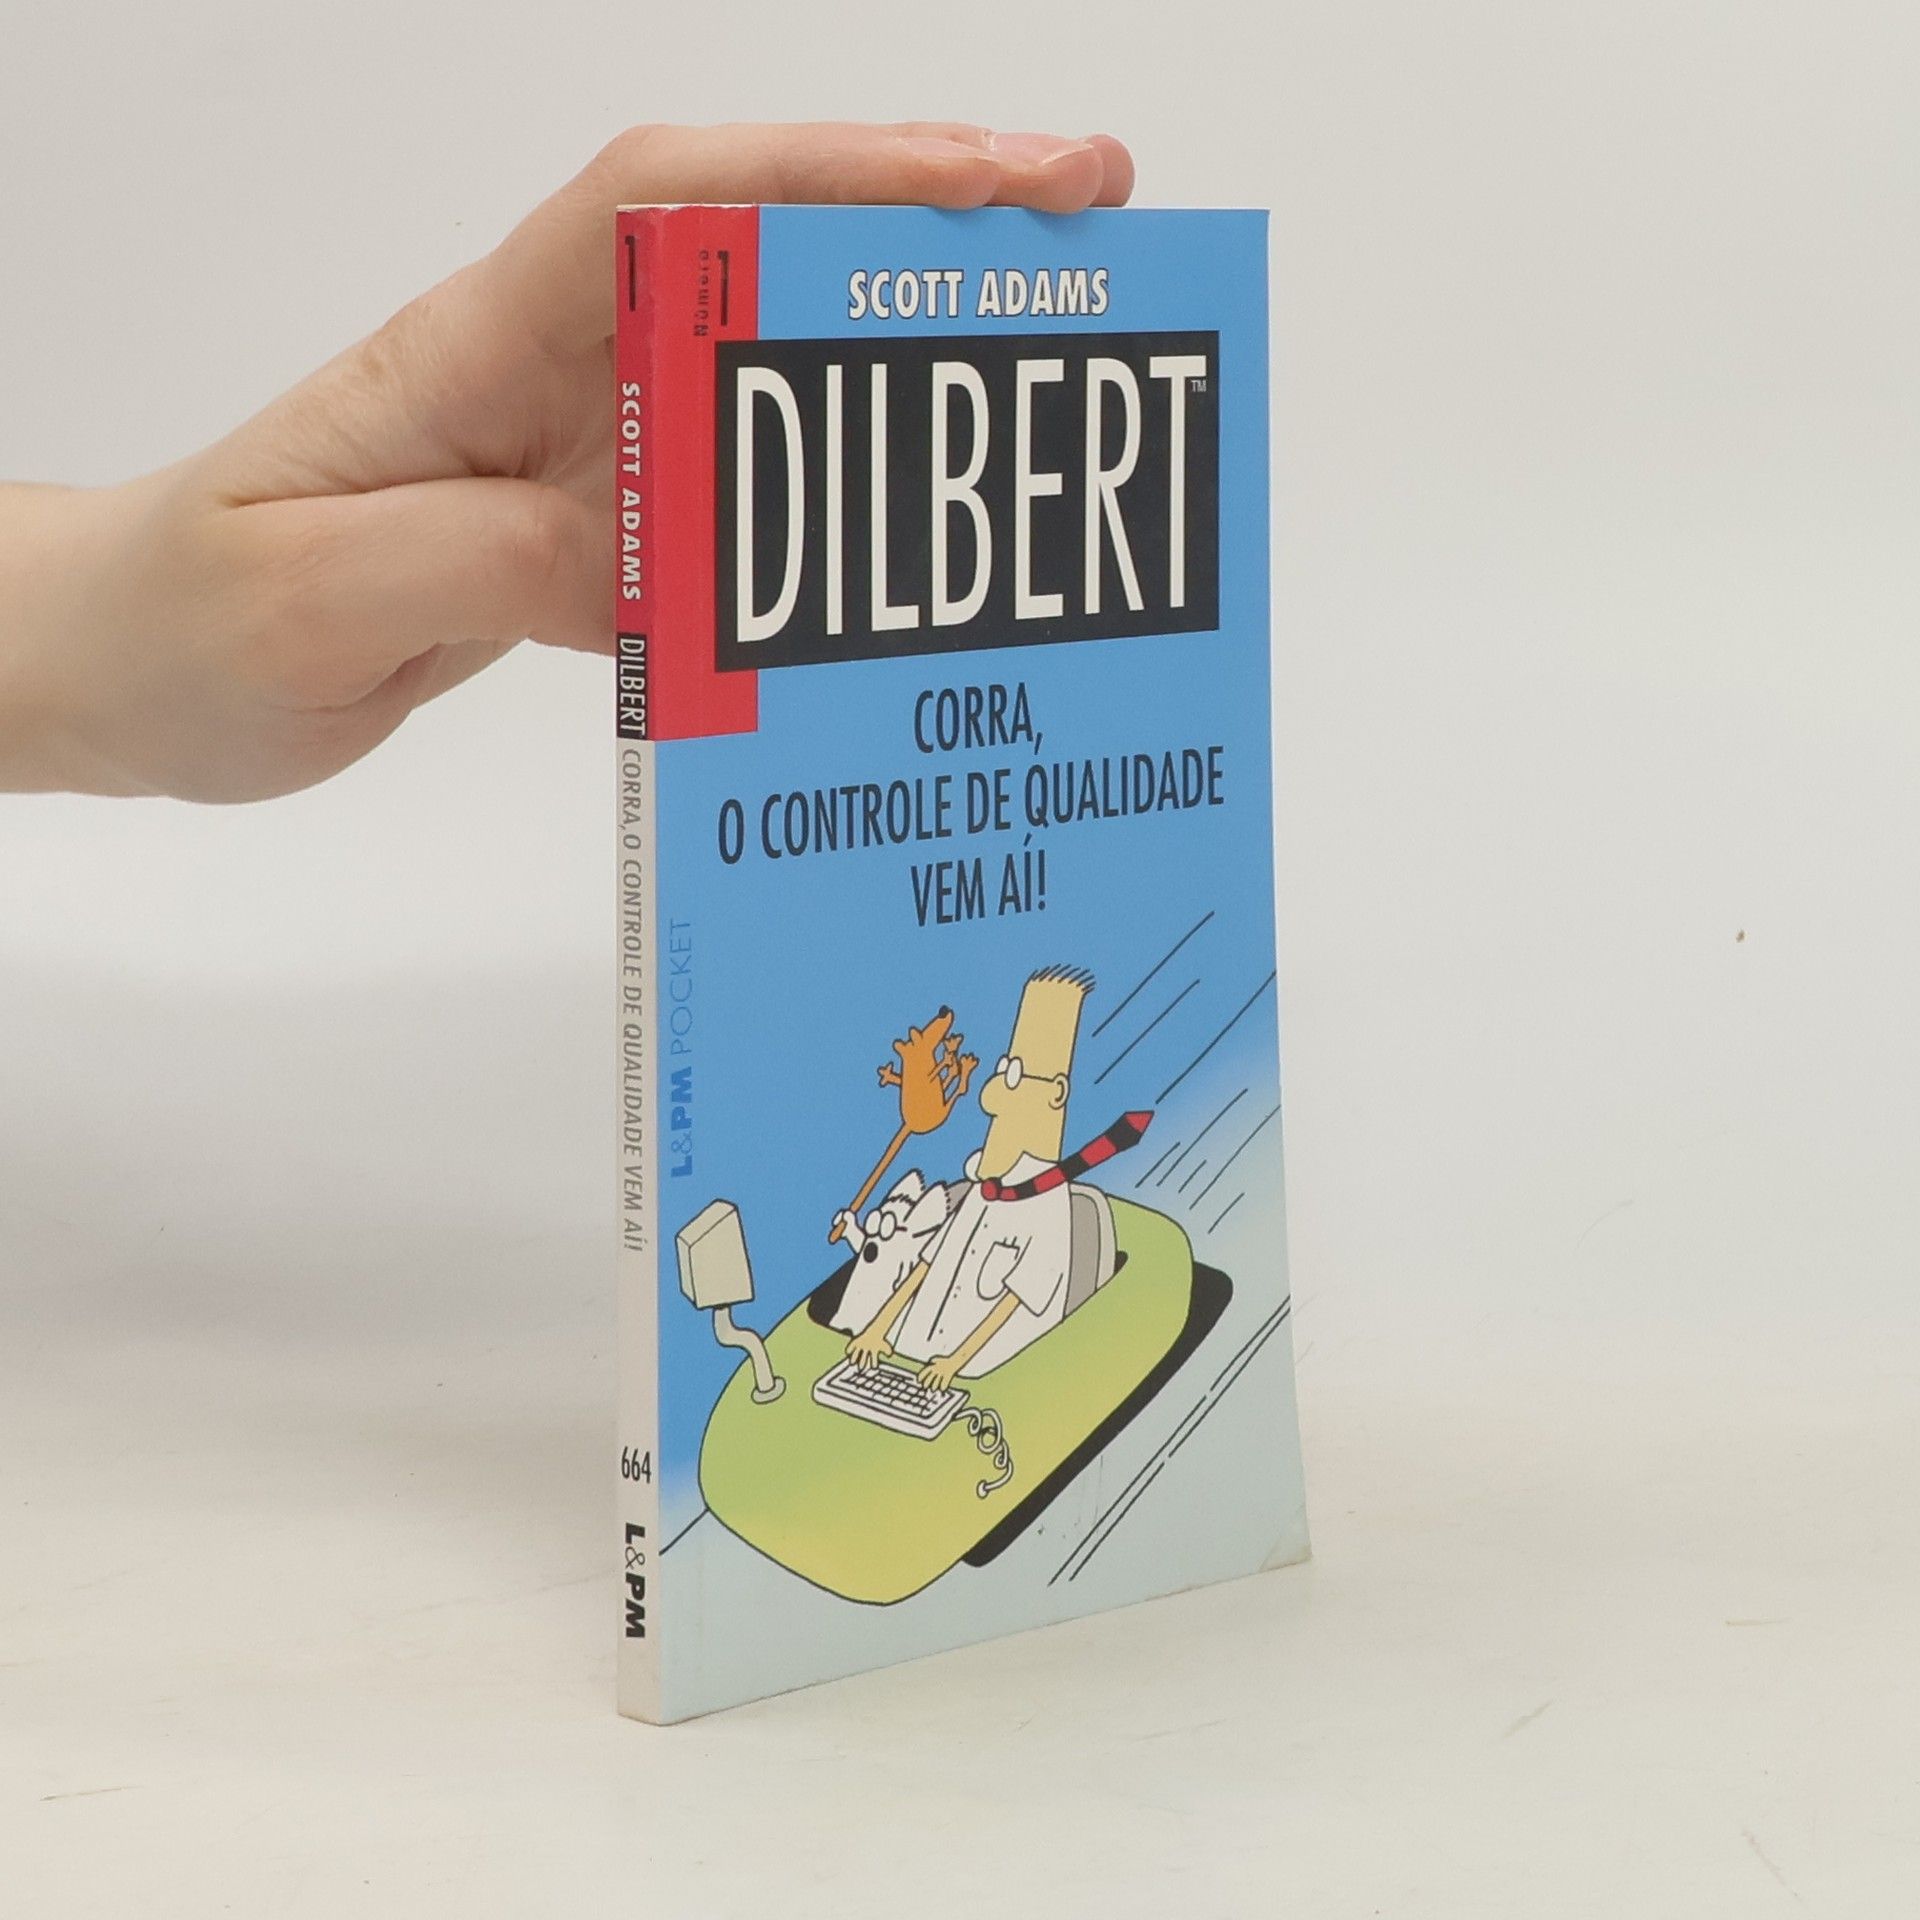 1
SCOTT ADAMS
DILBERT
CORRA, O CONTROLE DE QUALIDADE VEM AÍ!
664
L&PM
Número 1
SCOTT ADAMS
DILBERT™
CORRA,
O CONTROLE DE QUALIDADE
VEM AÍ!
L&PM POCKET